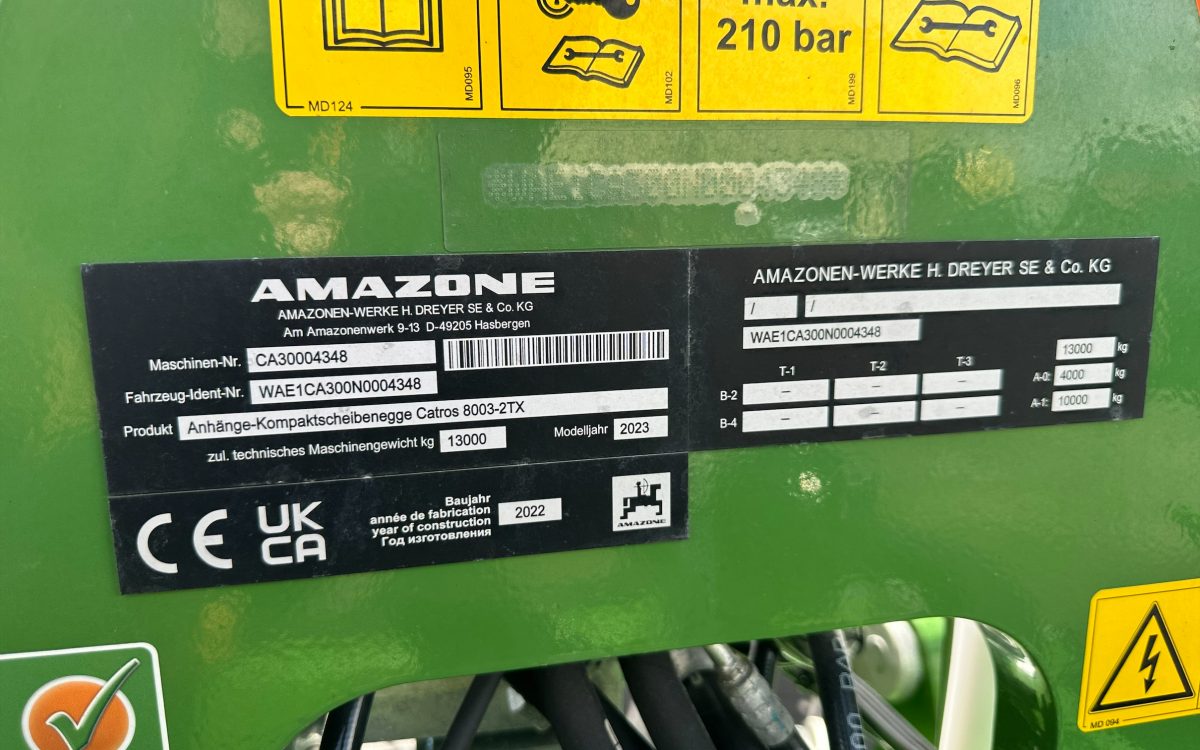 max.
210 bar
MD095
MD102
MD199
MD096
MD124
AMAZONE
AMAZONEN-WERKE H. DREYER SE & Co. KG
Am Amazonenwerk 9-13 D-49205 Hasbergen
Maschinen-Nr. CA30004348
Fahrzeug-Ident-Nr. WAE1CA300N0004348
Produkt Anhänge-Kompaktscheibenegge Catros 8003-2TX
zul. technisches Maschinengewicht kg 13000 Modelljahr 2023
CE UK CA
Baujahr
année de fabrication
year of construction 2022
Год изготовления
AMAZONE
AMAZONEN-WERKE H. DREYER SE & Co. KG
/ /
WAE1CA300N0004348
13000 kg
T-1 T-2 T-3
A-0: 4000 kg
B-2 – – –
A-1: 10000 kg
B-4 – – –
MD 094